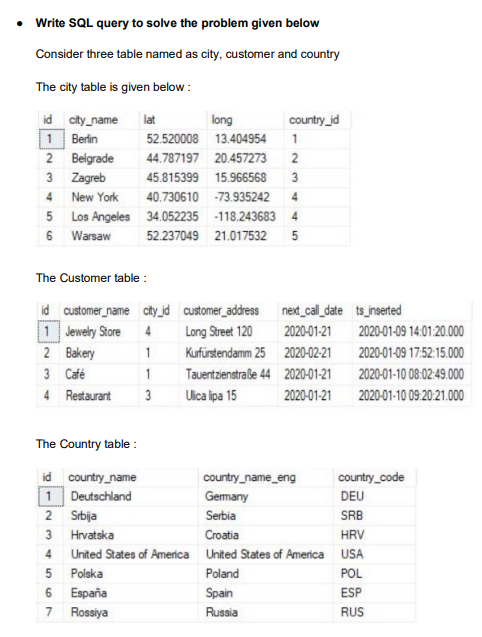 • Write SQL query to solve the problem given below
Consider three table named as city, customer and country
The city table is given below :
id city_name lat long country_id
1 Berlin 52.520008 13.404954 1
2 Belgrade 44.787197 20.457273 2
3 Zagreb 45.815399 15.966568 3
4 New York 40.730610 -73.935242 4
5 Los Angeles 34.052235 -118.243683 4
6 Warsaw 52.237049 21.017532 5
The Customer table :
id customer_name city_id customer_address next_call_date ts_inserted
1 Jewelry Store 4 Long Street 120 2020-01-21 2020-01-09 14:01:20.000
2 Bakery 1 Kurfürstendamm 25 2020-02-21 2020-01-09 17:52:15.000
3 Café 1 Tauentzienstraße 44 2020-01-21 2020-01-10 08:02:49.000
4 Restaurant 3 Ulica lipa 15 2020-01-21 2020-01-10 09:20:21.000
The Country table :
id country_name country_name_eng country_code
1 Deutschland Germany DEU
2 Srbija Serbia SRB
3 Hrvatska Croatia HRV
4 United States of America United States of America USA
5 Polska Poland POL
6 España Spain ESP
7 Rossiya Russia RUS